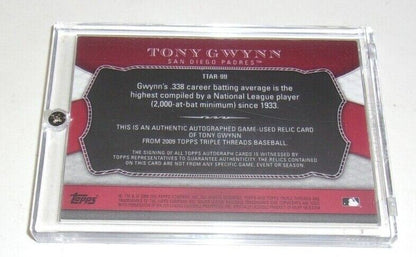 TONY GWYNN
SAN DIEGO PADRES™
TTAR-99
Gwynn's .338 career batting average is the
highest compiled by a National League player
(2,000-at-bat minimum) since 1933.
THIS IS AN AUTHENTIC AUTOGRAPHED GAME-USED RELIC CARD
OF TONY GWYNN
FROM 2009 TOPPS TRIPLE THREADS BASEBALL.
THE SIGNING OF ALL TOPPS AUTOGRAPH CARDS IS WITNESSED BY
TOPPS REPRESENTATIVES TO GUARANTEE AUTHENTICITY. THE RELICS CONTAINED
ON THIS CARD ARE NOT FROM ANY SPECIFIC GAME, EVENT OR SEASON.
Topps